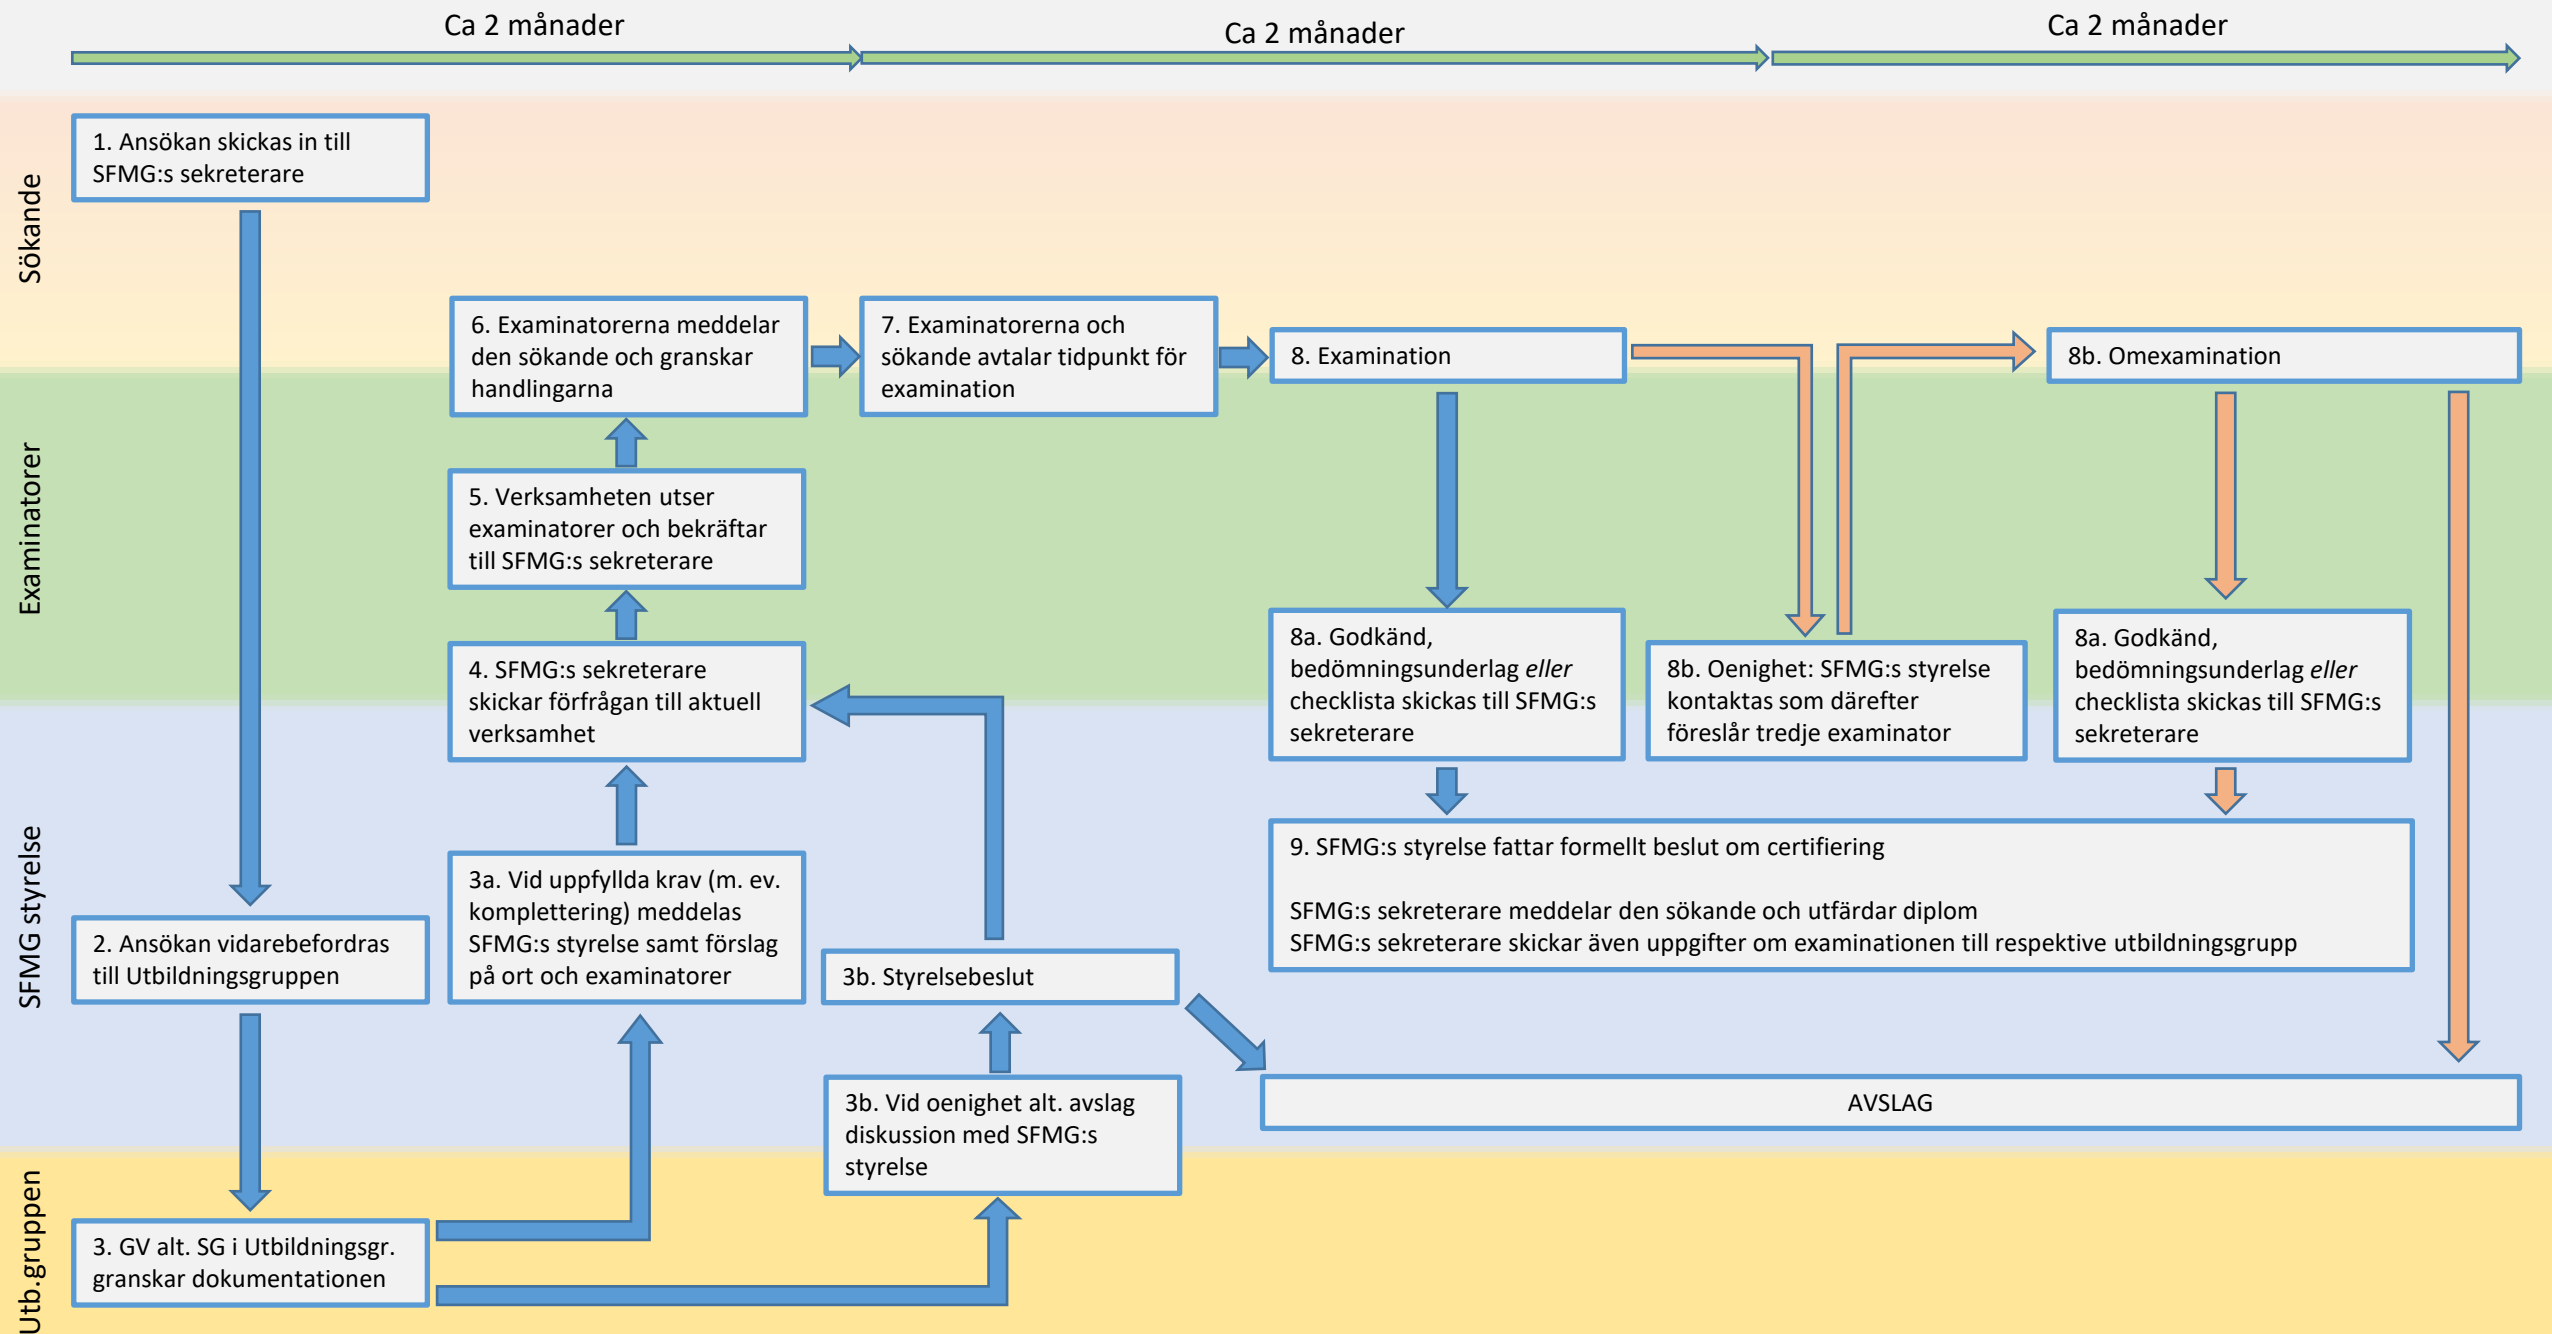 Ca 2 månader
Ca 2 månader
Ca 2 månader
Sökande
Examinatorer
SFMG styrelse
Utb.gruppen
1. Ansökan skickas in till
SFMG:s sekreterare
2. Ansökan vidarebefordras
till Utbildningsgruppen
3. GV alt. SG i Utbildningsgr.
granskar dokumentationen
3a. Vid uppfyllda krav (m. ev.
komplettering) meddelas
SFMG:s styrelse samt förslag
på ort och examinatorer
3b. Vid oenighet alt. avslag
diskussion med SFMG:s
styrelse
3b. Styrelsebeslut
4. SFMG:s sekreterare
skickar förfrågan till aktuell
verksamhet
5. Verksamheten utser
examinatorer och bekräftar
till SFMG:s sekreterare
6. Examinatorerna meddelar
den sökande och granskar
handlingarna
7. Examinatorerna och
sökande avtalar tidpunkt för
examination
8. Examination
8a. Godkänd,
bedömningsunderlag eller
checklista skickas till SFMG:s
sekreterare
8b. Oenighet: SFMG:s styrelse
kontaktas som därefter
föreslår tredje examinator
8b. Omexamination
8a. Godkänd,
bedömningsunderlag eller
checklista skickas till SFMG:s
sekreterare
9. SFMG:s styrelse fattar formellt beslut om certifiering
SFMG:s sekreterare meddelar den sökande och utfärdar diplom
SFMG:s sekreterare skickar även uppgifter om examinationen till respektive utbildningsgrupp
AVSLAG